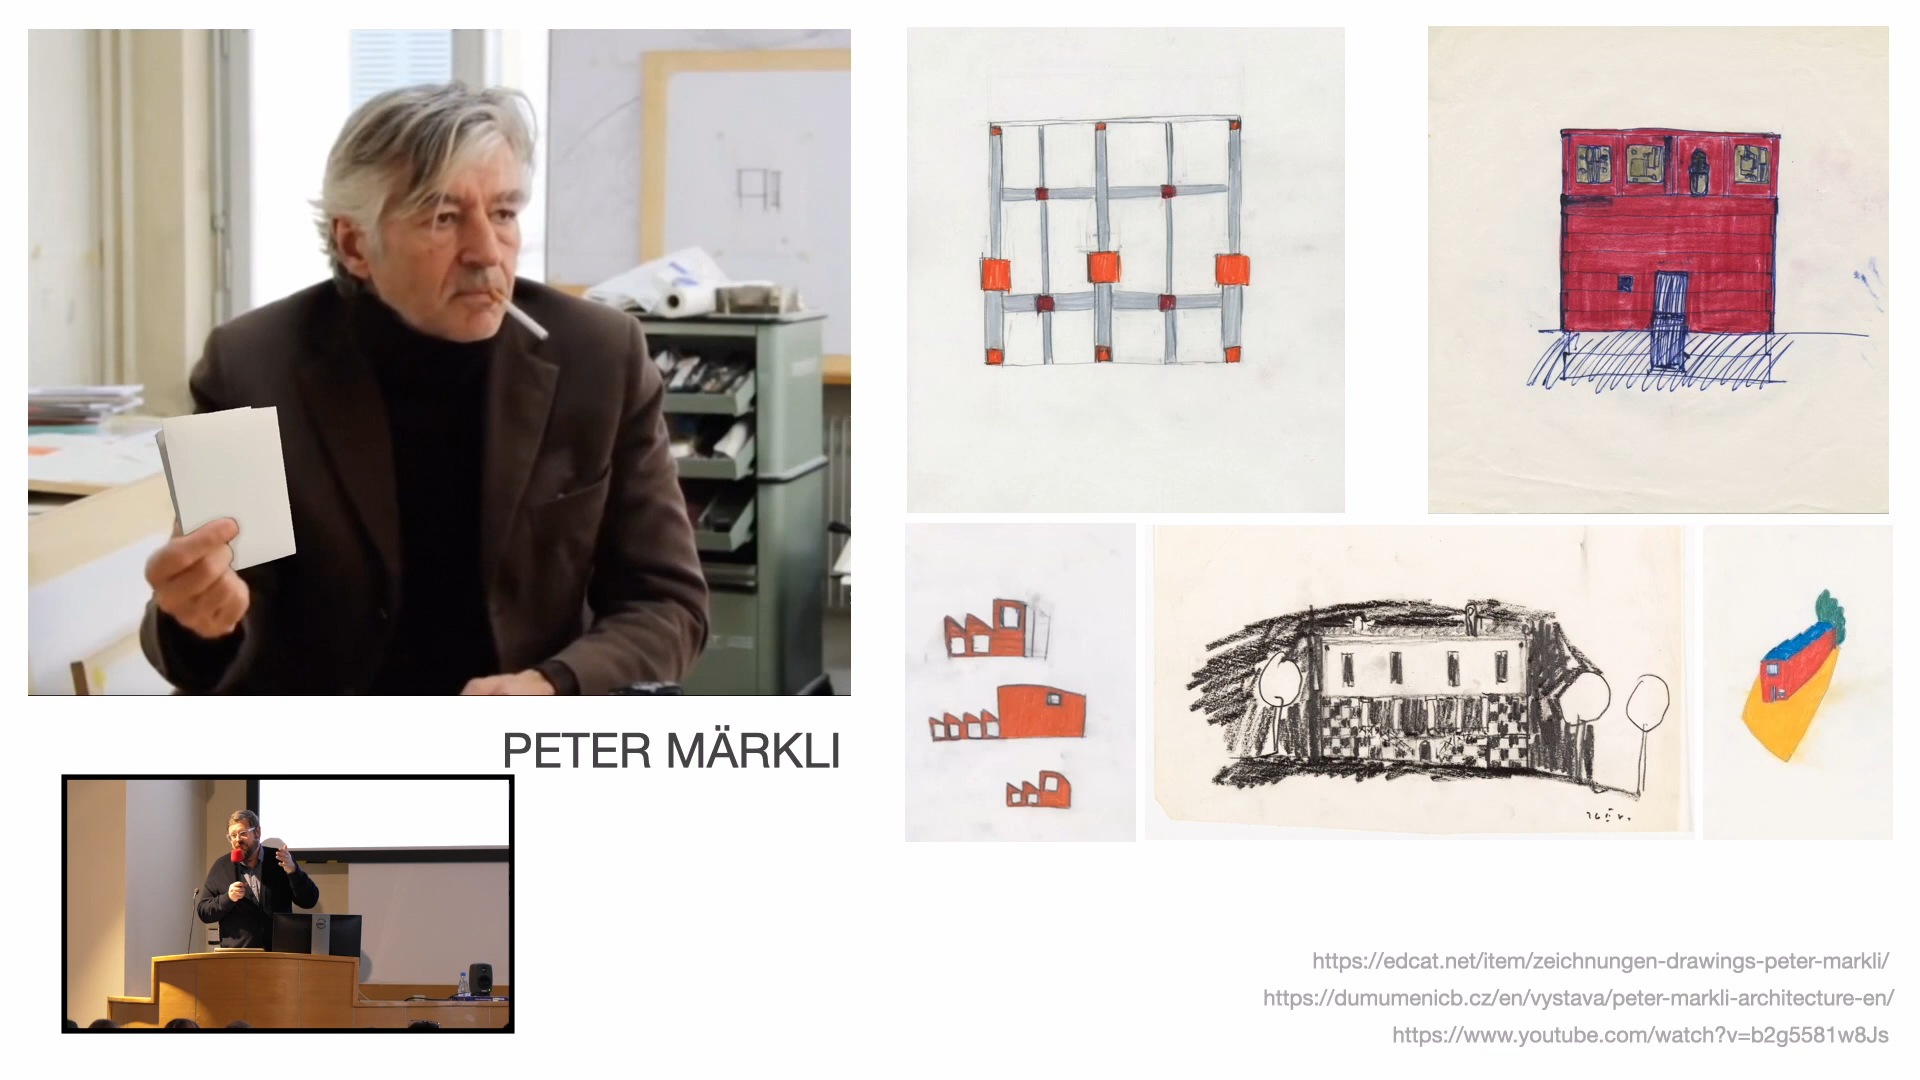 PETER MÄRKLI
https://edcat.net/item/zeichnungen-drawings-peter-markli/
https://dumumenicb.cz/en/vystava/peter-markli-architecture-en/
https://www.youtube.com/watch?v=b2g5581w8Js